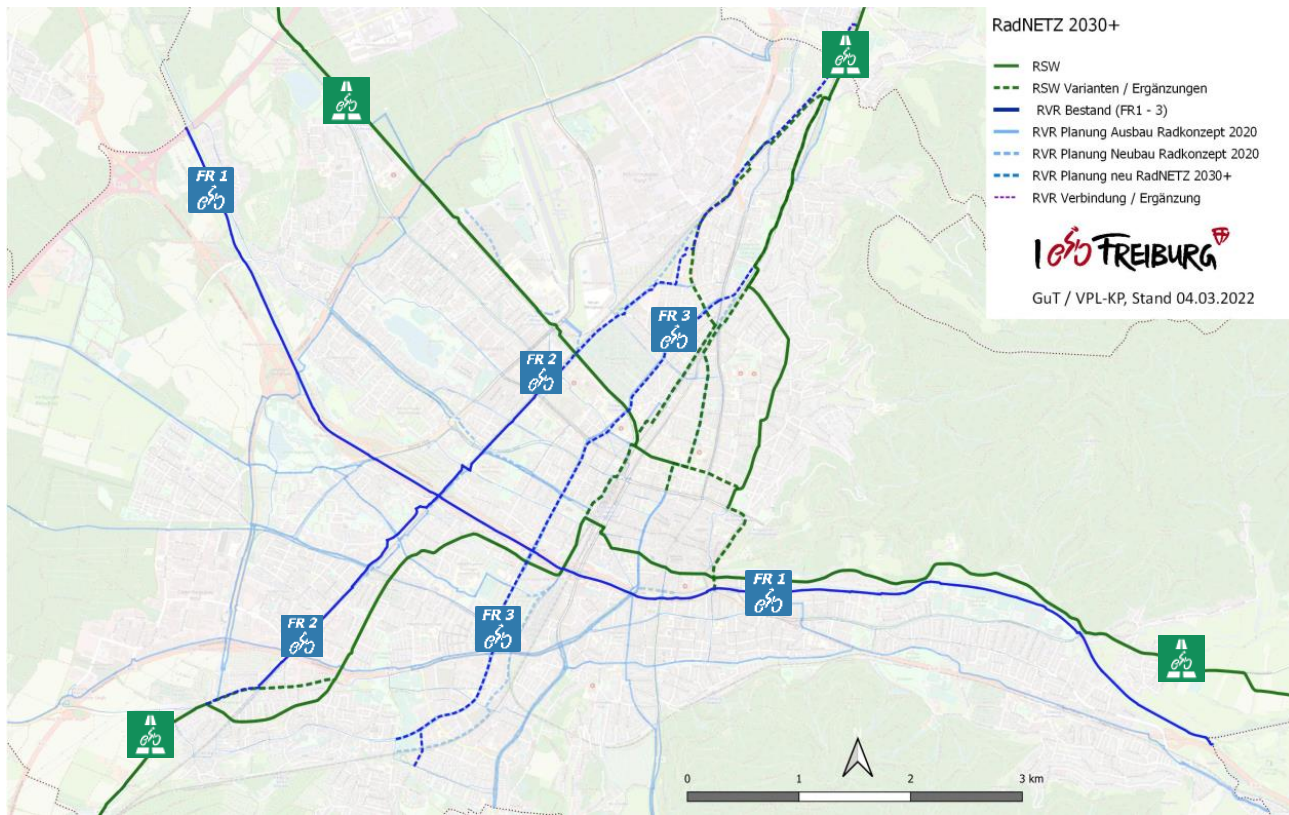 RadNETZ 2030+
RSW
RSW Varianten / Ergänzungen
RVR Bestand (FR1 - 3)
RVR Planung Ausbau Radkonzept 2020
RVR Planung Neubau Radkonzept 2020
RVR Planung neu RadNETZ 2030+
RVR Verbindung / Ergänzung
I FREIBURG
GuT / VPL-KP, Stand 04.03.2022
FR 1
FR 3
FR 2
FR 1
FR 3
FR 2
0 1 2 3 km